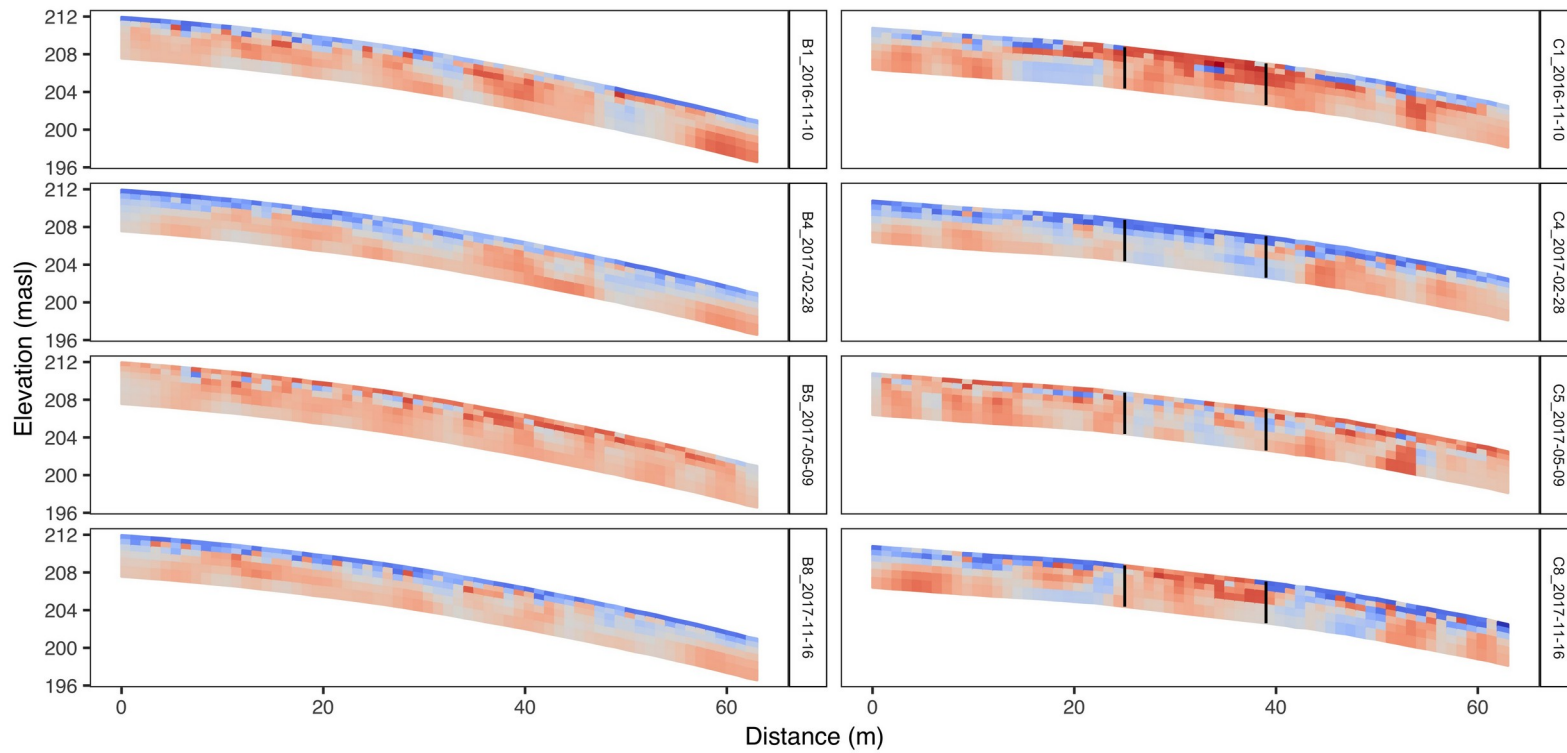 212
208
204
200
196
B1_2016-11-10
C1_2016-11-10
212
208
204
200
196
B4_2017-02-28
C4_2017-02-28
Elevation (masl)
212
208
204
200
196
B5_2017-05-09
C5_2017-05-09
212
208
204
200
196
B8_2017-11-16
C8_2017-11-16
0 20 40 60 0 20 40 60
Distance (m)